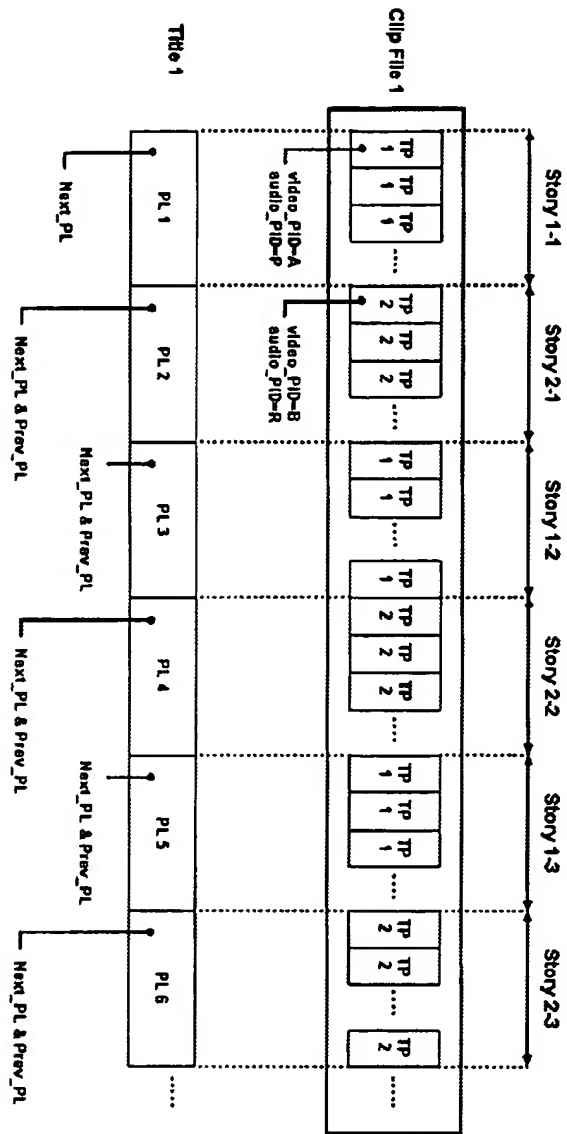 Story 1-1
Story 2-1
Story 1-2
Story 2-2
Story 1-3
Story 2-3
Clip File 1
TP 1
TP 1
TP 1
.....
TP 2
TP 2
TP 2
.....
TP 1
TP 1
.....
TP 1
TP 2
TP 2
TP 2
.....
TP 1
TP 1
TP 1
.....
TP 2
TP 2
.....
TP 2
.....
video_PID=A
audio_PID=P
video_PID=B
audio_PID=R
Title 1
PL 1
PL 2
PL 3
PL 4
PL 5
PL 6
.....
Next_PL
Next_PL & Prev_PL
Next_PL & Prev_PL
Next_PL & Prev_PL
Next_PL & Prev_PL
Next_PL & Prev_PL